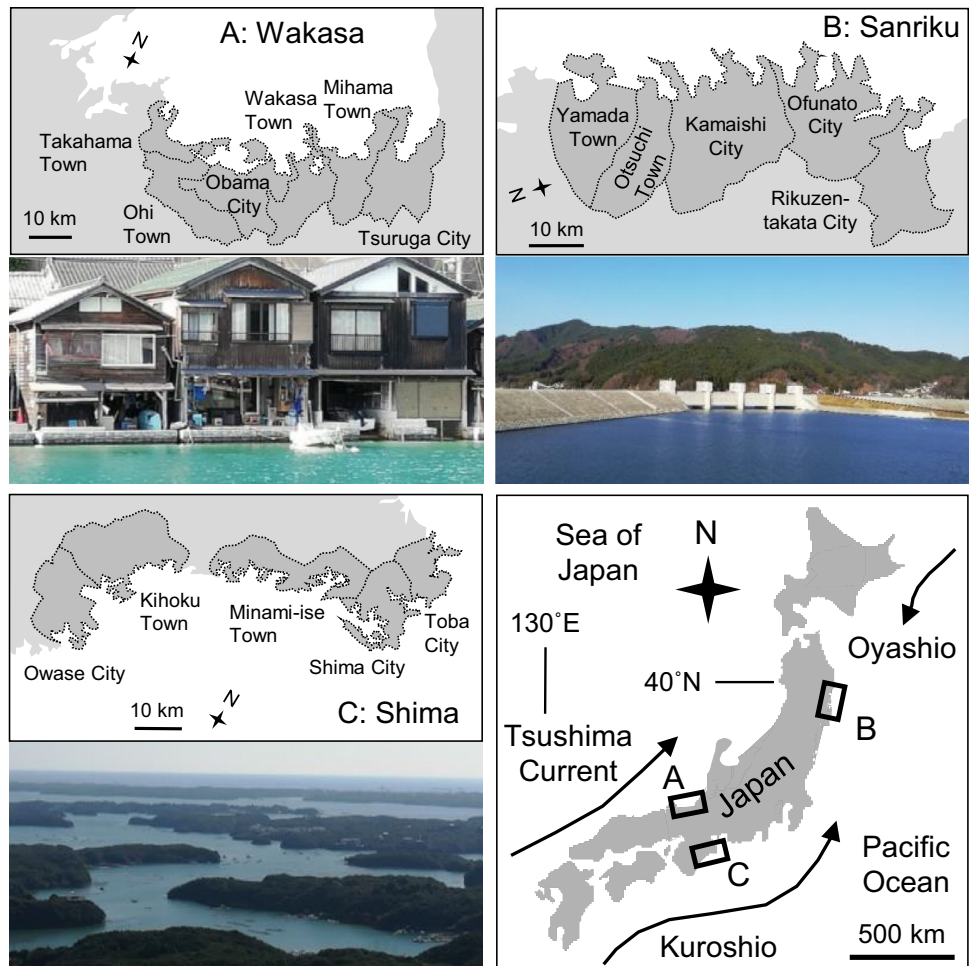 A: Wakasa
N
Wakasa
Town
Mihama
Town
Takahama
Town
Obama
City
Ohi
Town
Tsuruga City
10 km
B: Sanriku
Yamada
Town
Otsuchi
Town
Kamaishi
City
Ofunato
City
Rikuzen-
takata City
N
10 km
Kihoku
Town
Minami-ise
Town
Toba
City
Owase City
Shima City
10 km
N
C: Shima
Sea of
Japan
N
130°E
Oyashio
40°N
Tsushima
Current
B
A
Japan
C
Pacific
Ocean
Kuroshio
500 km